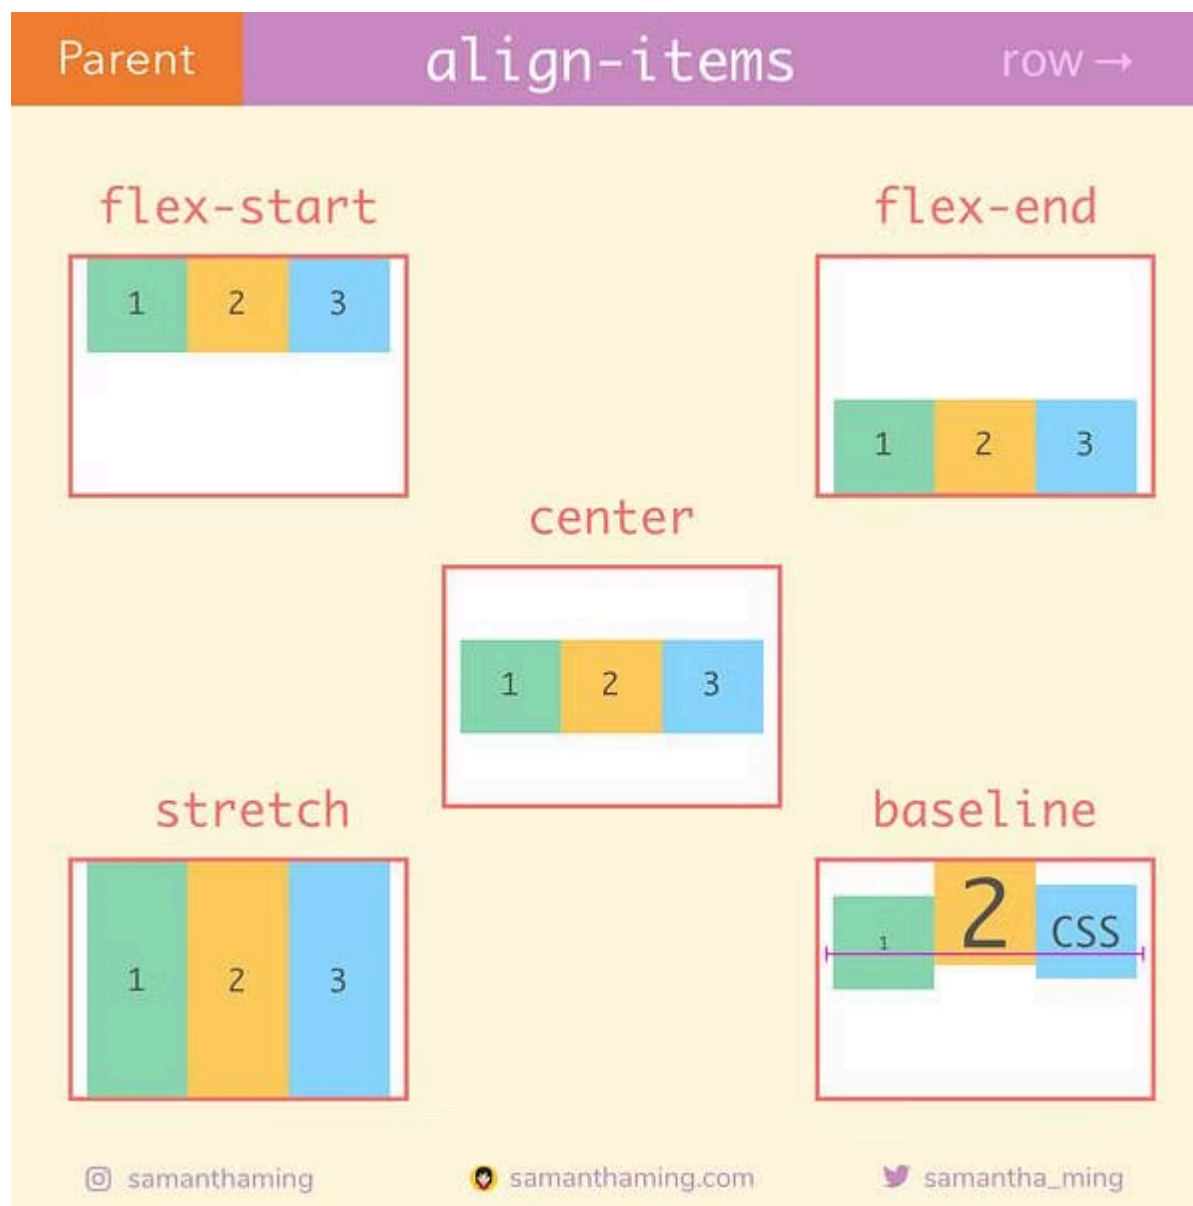 Parent align-items row →
flex-start
1 2 3
flex-end
1 2 3
center
1 2 3
stretch
1 2 3
baseline
1 2 CSS
samanthaming samanthaming.com samantha_ming